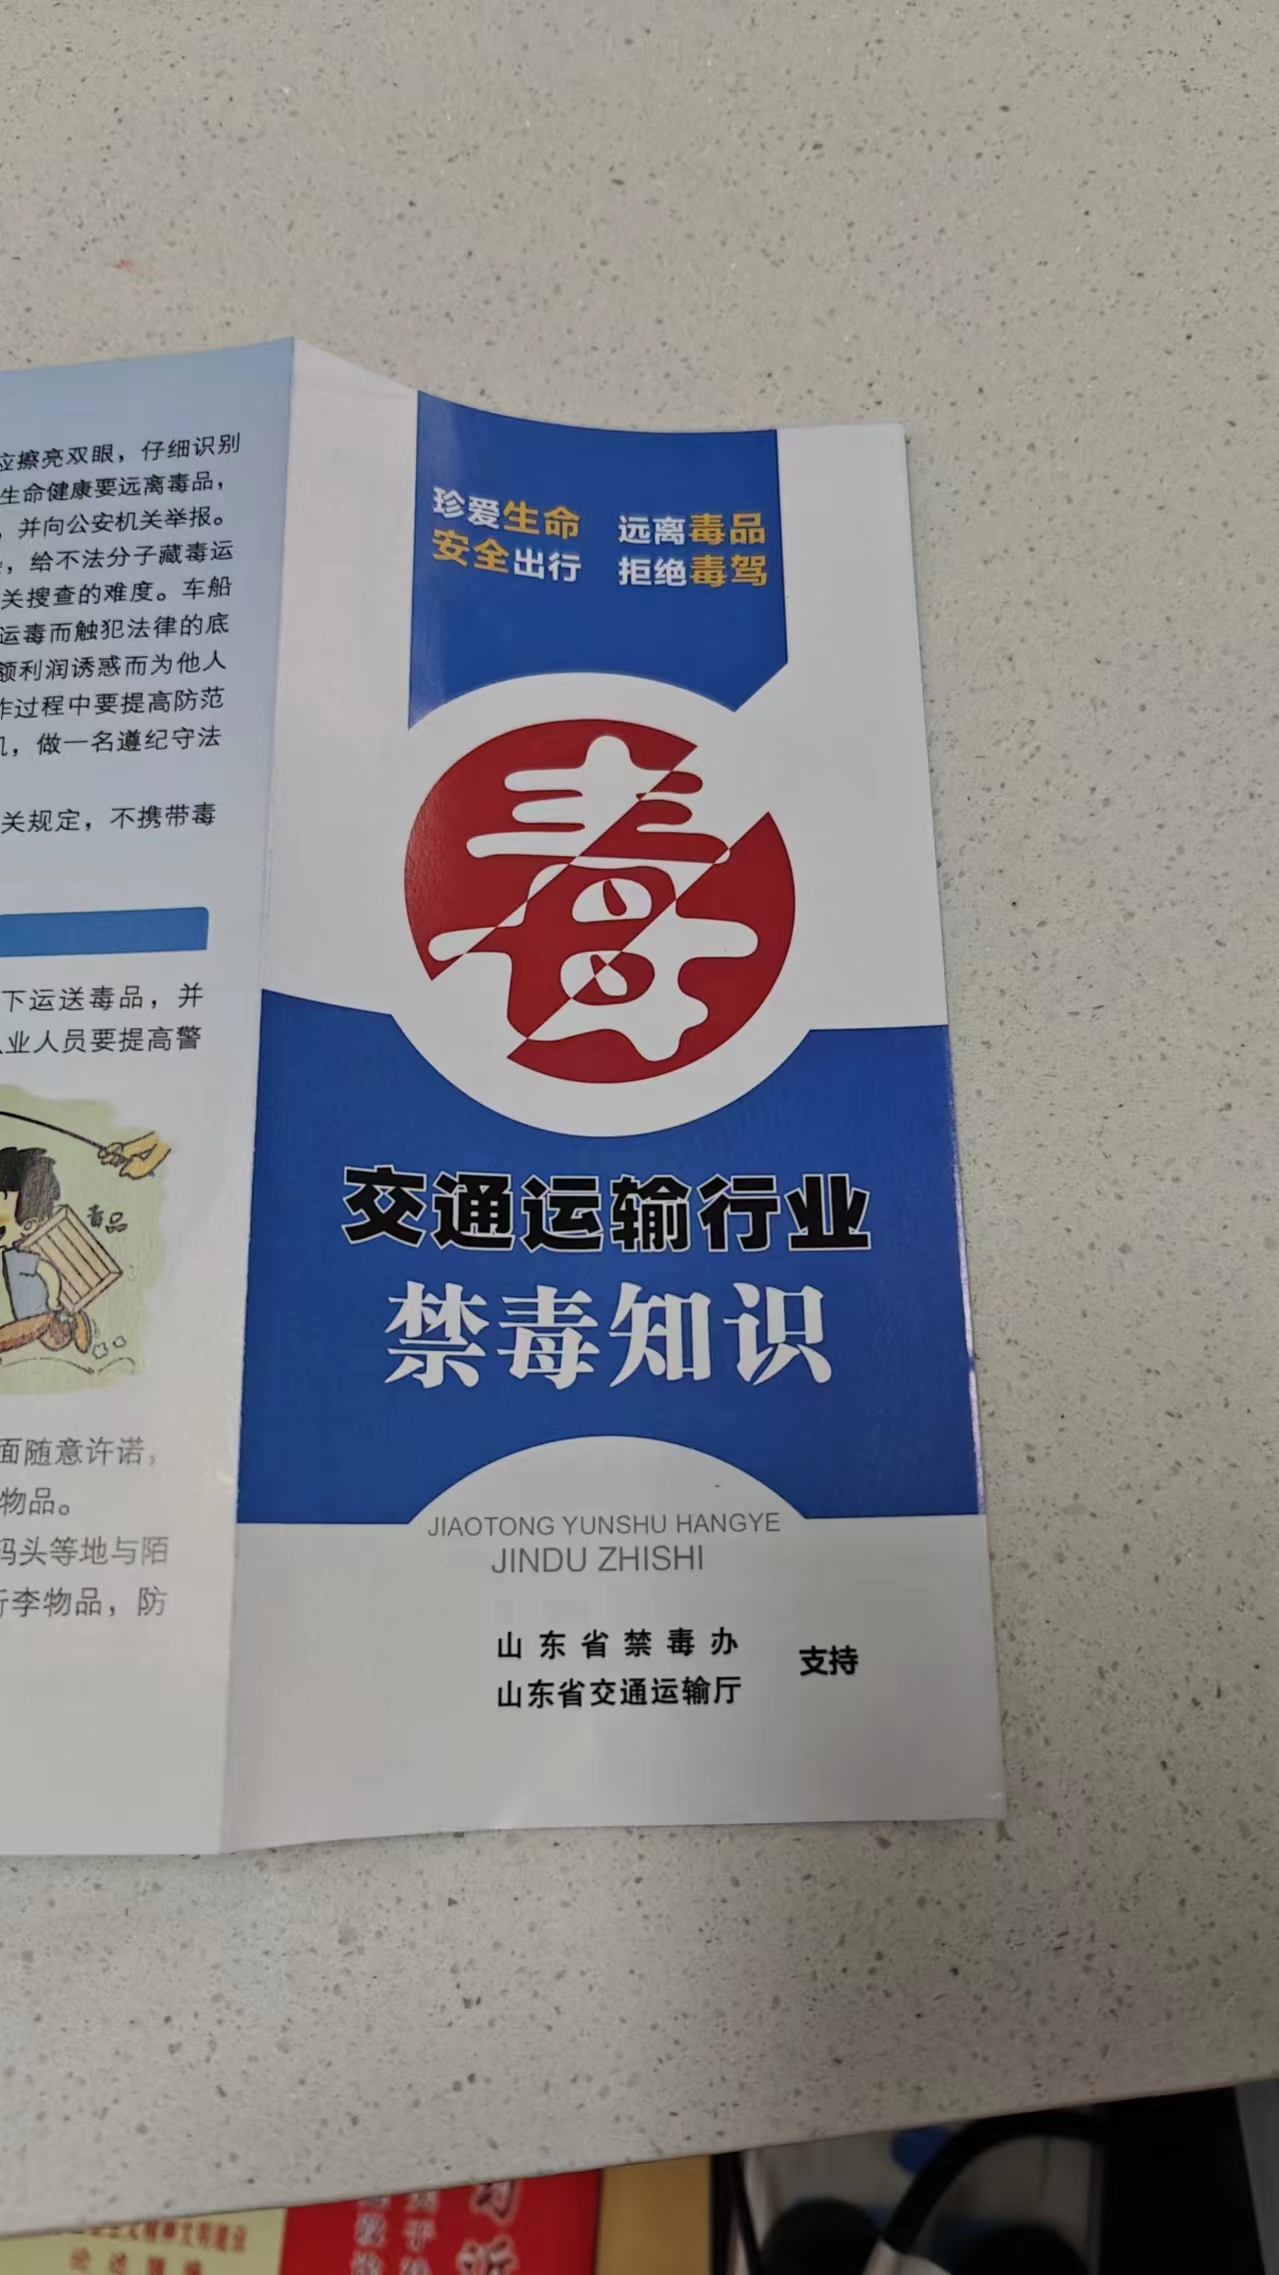 应擦亮双眼，仔细识别
生命健康要远离毒品，
，并向公安机关举报。
，给不法分子藏毒运
关搜查的难度。车船
运毒而触犯法律的底
额利润诱惑而为他人
作过程中要提高防范
机，做一名遵纪守法
关规定，不携带毒
下运送毒品，并
业人员要提高警
毒品
面随意许诺，
物品。
码头等地与陌
行李物品，防
珍爱生命 远离毒品
安全出行 拒绝毒驾
毒
交通运输行业
禁毒知识
JIAOTONG YUNSHU HANGYE
JINDU ZHISHI
山东省禁毒办
山东省交通运输厅
支持